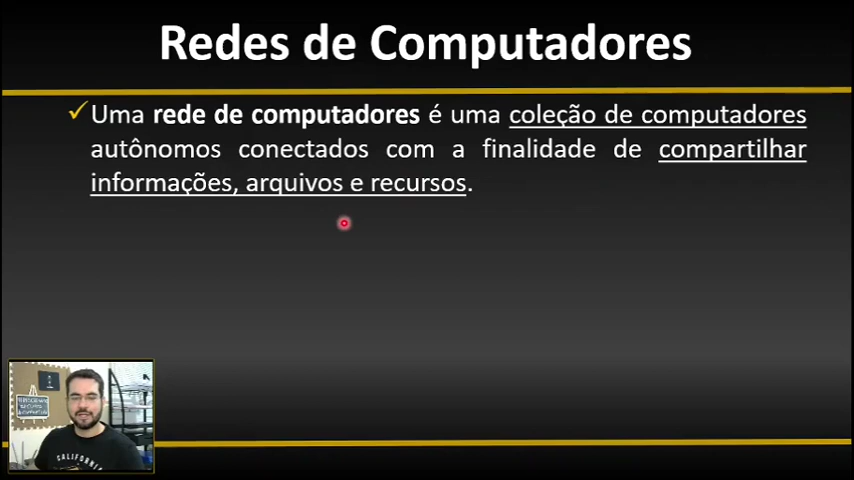 Redes de Computadores
✓Uma rede de computadores é uma coleção de computadores
autônomos conectados com a finalidade de compartilhar
informações, arquivos e recursos.
CALIFORNIA